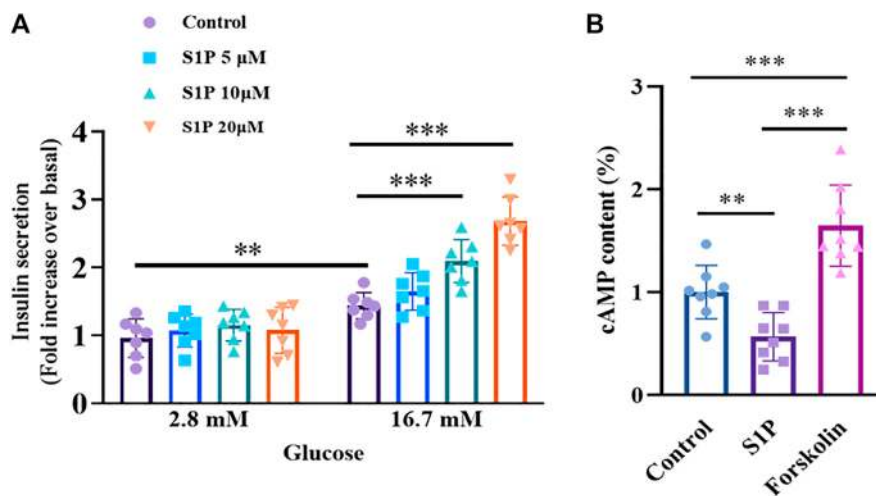 A
Control
S1P 5 µM
S1P 10µM
S1P 20µM
Insulin secretion
(Fold increase over basal)
4
3
2
1
0
**
***
***
2.8 mM
16.7 mM
Glucose
B
cAMP content (%)
3
2
1
0
***
***
**
Control
S1P
Forskolin